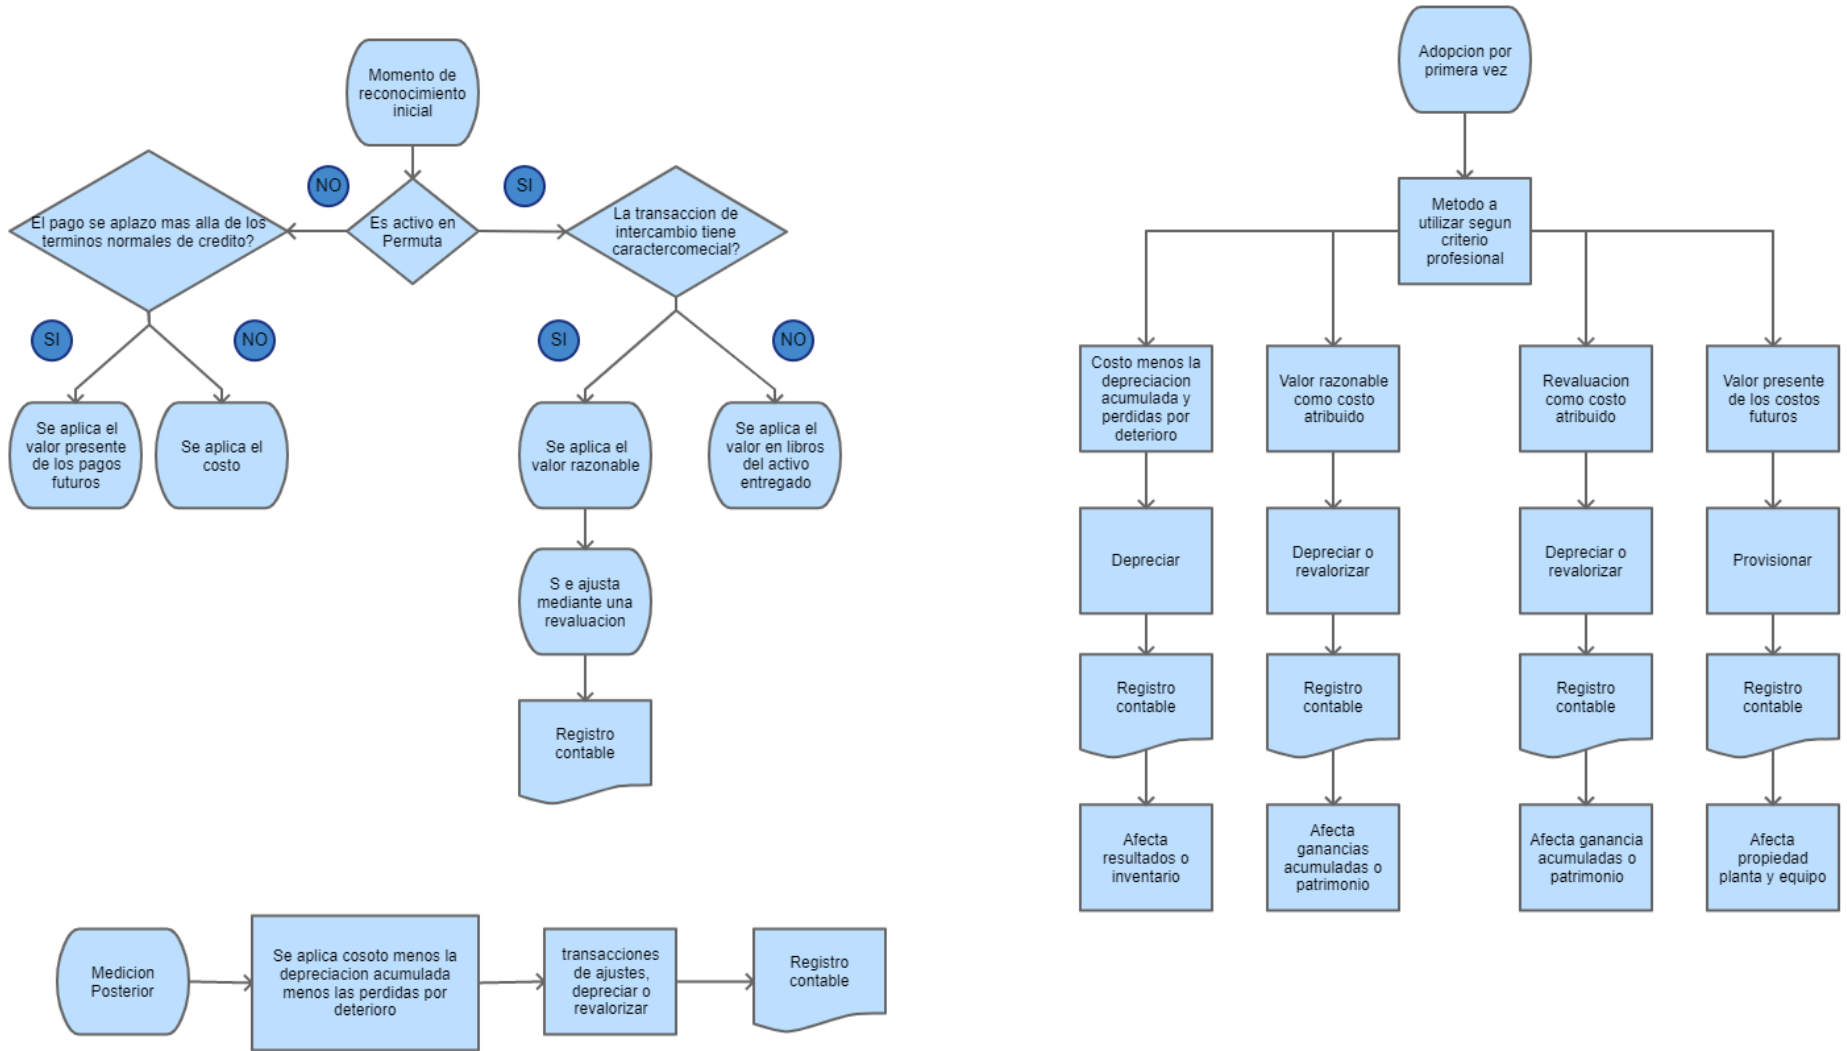 Momento de
reconocimiento
inicial
NO
SI
El pago se aplazo mas alla de los
terminos normales de credito?
Es activo en
Permuta
La transaccion de
intercambio tiene
caractercomecial?
SI
NO
SI
NO
Se aplica el
valor presente
de los pagos
futuros
Se aplica el
costo
Se aplica el
valor razonable
Se aplica el
valor en libros
del activo
entregado
S e ajusta
mediante una
revaluacion
Registro
contable
Medicion
Posterior
Se aplica cosoto menos la
depreciacion acumulada
menos las perdidas por
deterioro
transacciones
de ajustes,
depreciar o
revalorizar
Registro
contable
Adopcion por
primera vez
Metodo a
utilizar segun
criterio
profesional
Costo menos la
depreciacion
acumulada y
perdidas por
deterioro
Valor razonable
como costo
atribuido
Revaluacion
como costo
atribuido
Valor presente
de los costos
futuros
Depreciar
Depreciar o
revalorizar
Depreciar o
revalorizar
Provisionar
Registro
contable
Registro
contable
Registro
contable
Registro
contable
Afecta
resultados o
inventario
Afecta
ganancias
acumuladas o
patrimonio
Afecta ganancia
acumuladas o
patrimonio
Afecta
propiedad
planta y equipo